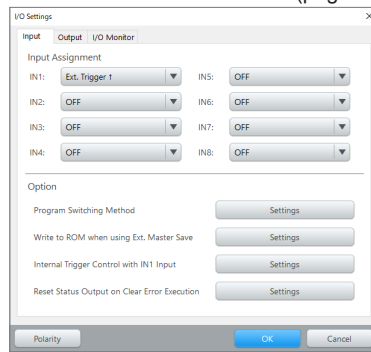 I/O Settings
Input Output I/O Monitor
Input Assignment
IN1: Ext. Trigger ↑ IN5: OFF
IN2: OFF IN6: OFF
IN3: OFF IN7: OFF
IN4: OFF IN8: OFF
Option
Program Switching Method Settings
Write to ROM when using Ext. Master Save Settings
Internal Trigger Control with IN1 Input Settings
Reset Status Output on Clear Error Execution Settings
Polarity OK Cancel